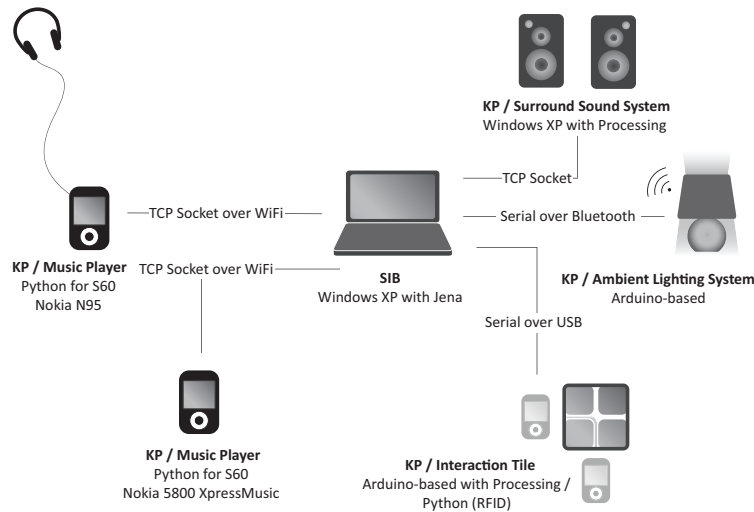 KP / Surround Sound System
Windows XP with Processing
TCP Socket
TCP Socket over WiFi
Serial over Bluetooth
KP / Music Player
Python for S60
Nokia N95
TCP Socket over WiFi
SIB
Windows XP with Jena
KP / Ambient Lighting System
Arduino-based
Serial over USB
KP / Music Player
Python for S60
Nokia 5800 XpressMusic
KP / Interaction Tile
Arduino-based with Processing /
Python (RFID)